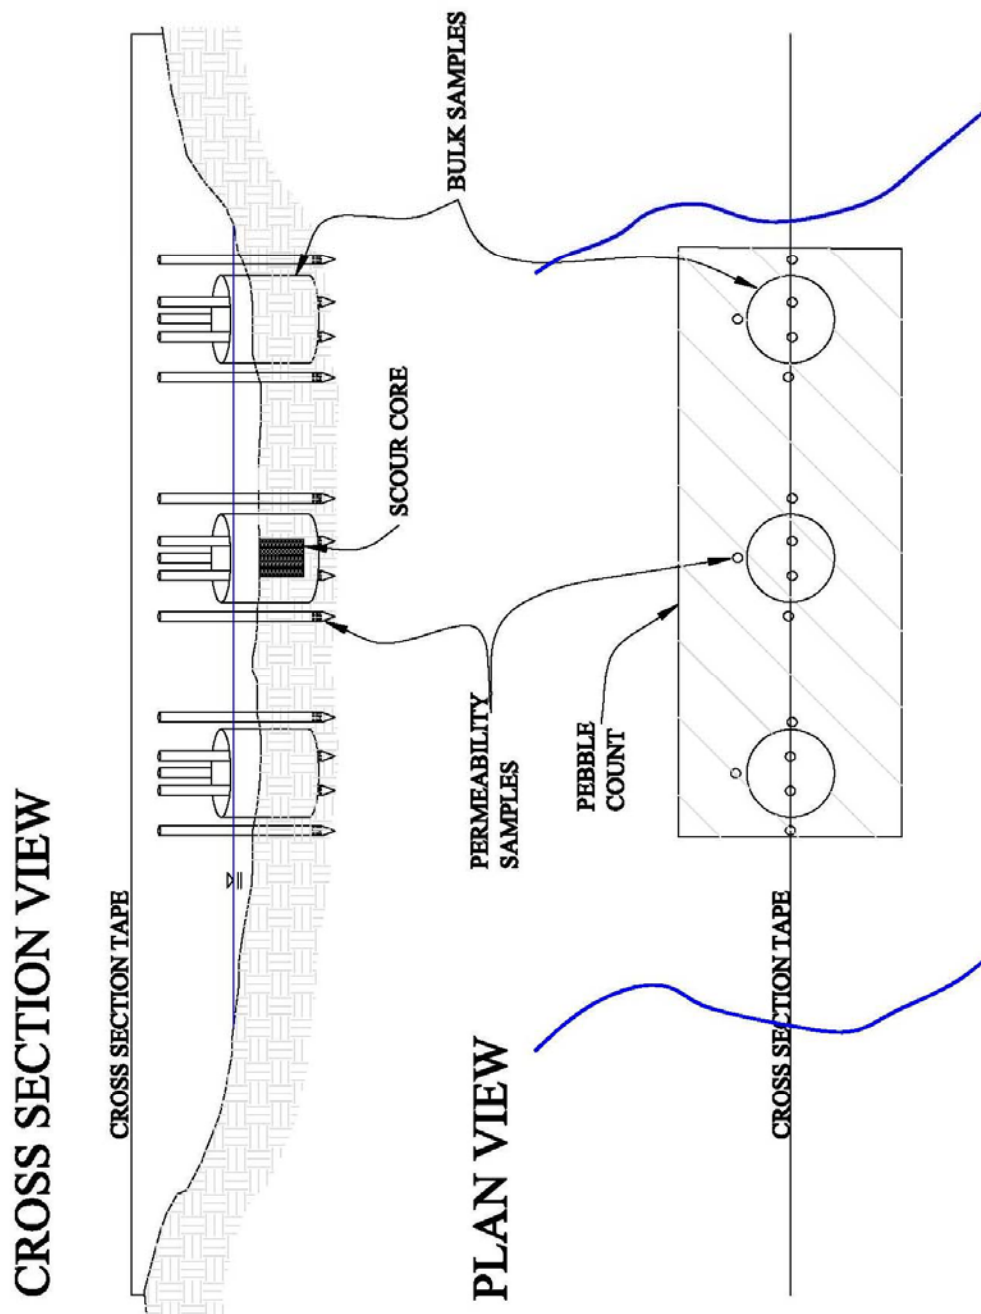 CROSS SECTION VIEW
CROSS SECTION TAPE
BULK SAMPLES
SCOUR CORE
PERMEABILITY
SAMPLES
PEBBLE
COUNT
PLAN VIEW
CROSS SECTION TAPE